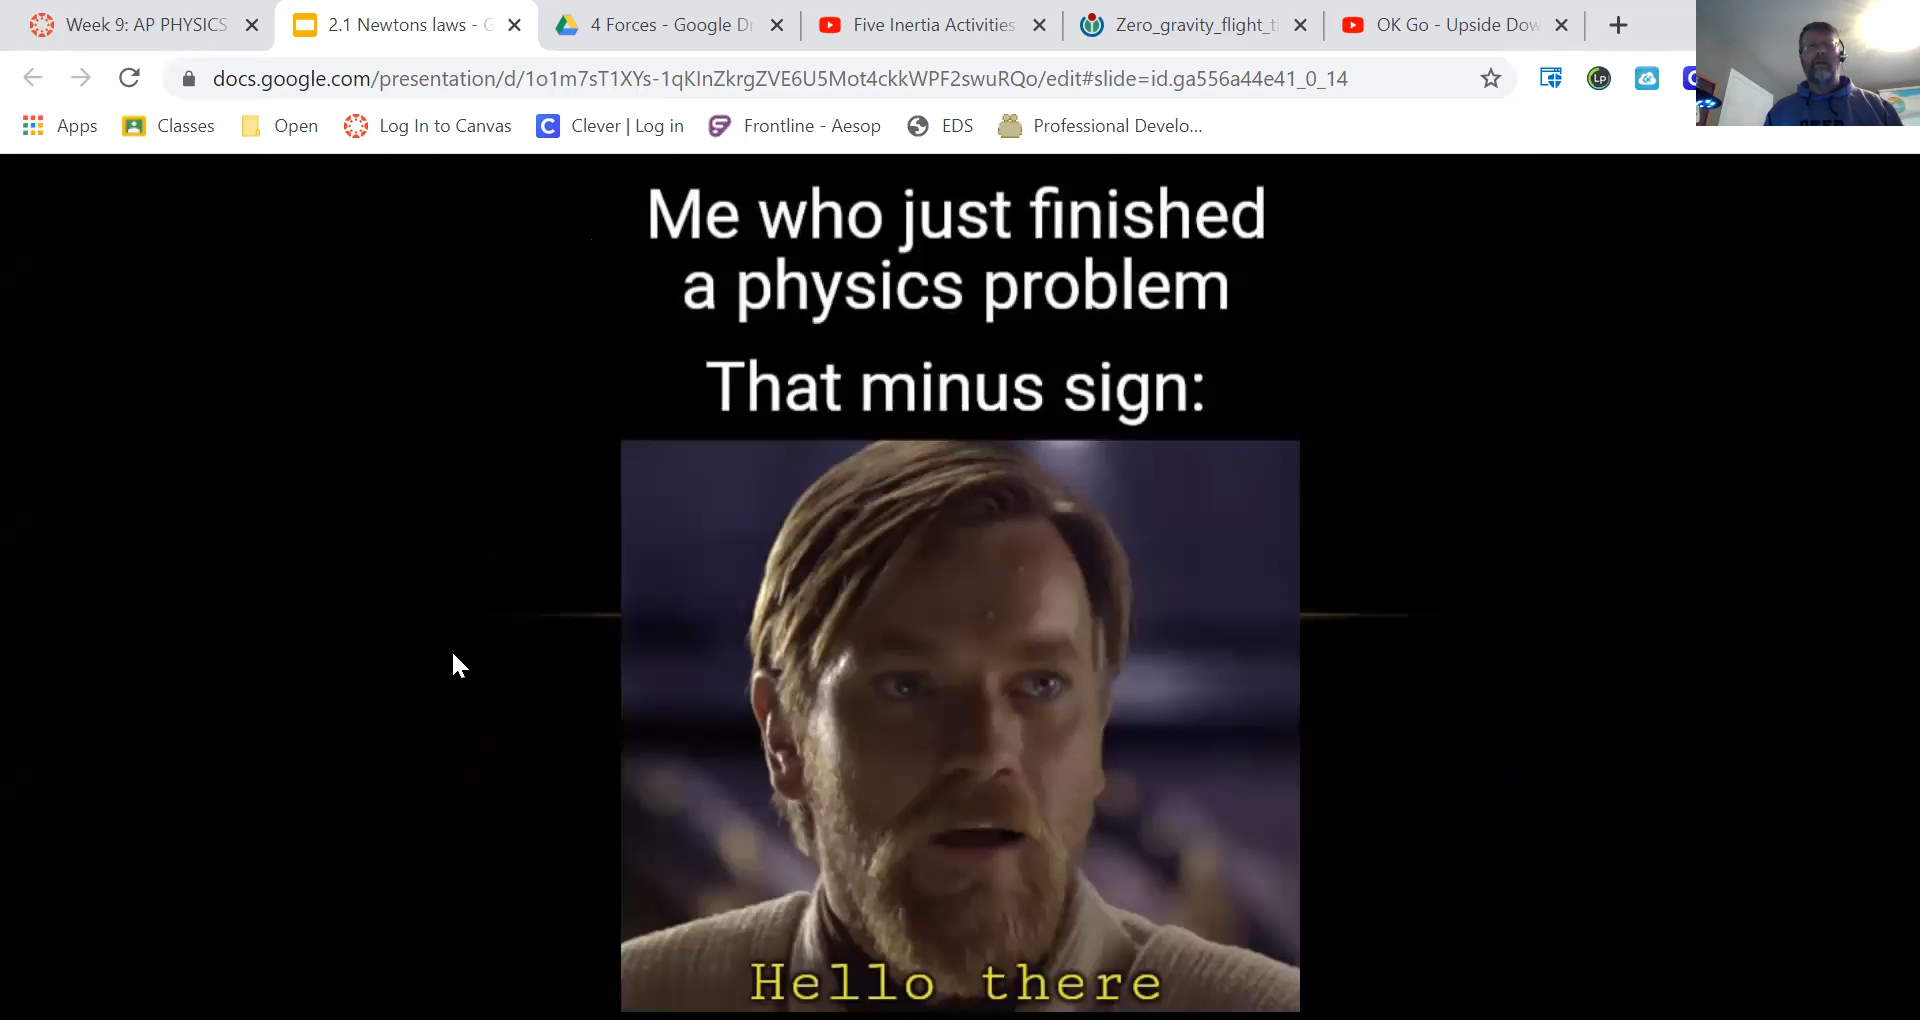 Week 9: AP PHYSICS
2.1 Newtons laws - G
4 Forces - Google Dr
Five Inertia Activities
Zero_gravity_flight_t
OK Go - Upside Dow
docs.google.com/presentation/d/1o1m7sT1XYs-1qKlnZkrgZVE6U5Mot4ckkWPF2swuRQo/edit#slide=id.ga556a44e41_0_14
Lp
Apps
Classes
Open
Log In to Canvas
C
Clever | Log in
Frontline - Aesop
EDS
Professional Develo...
Me who just finished
a physics problem
That minus sign:
Hello there